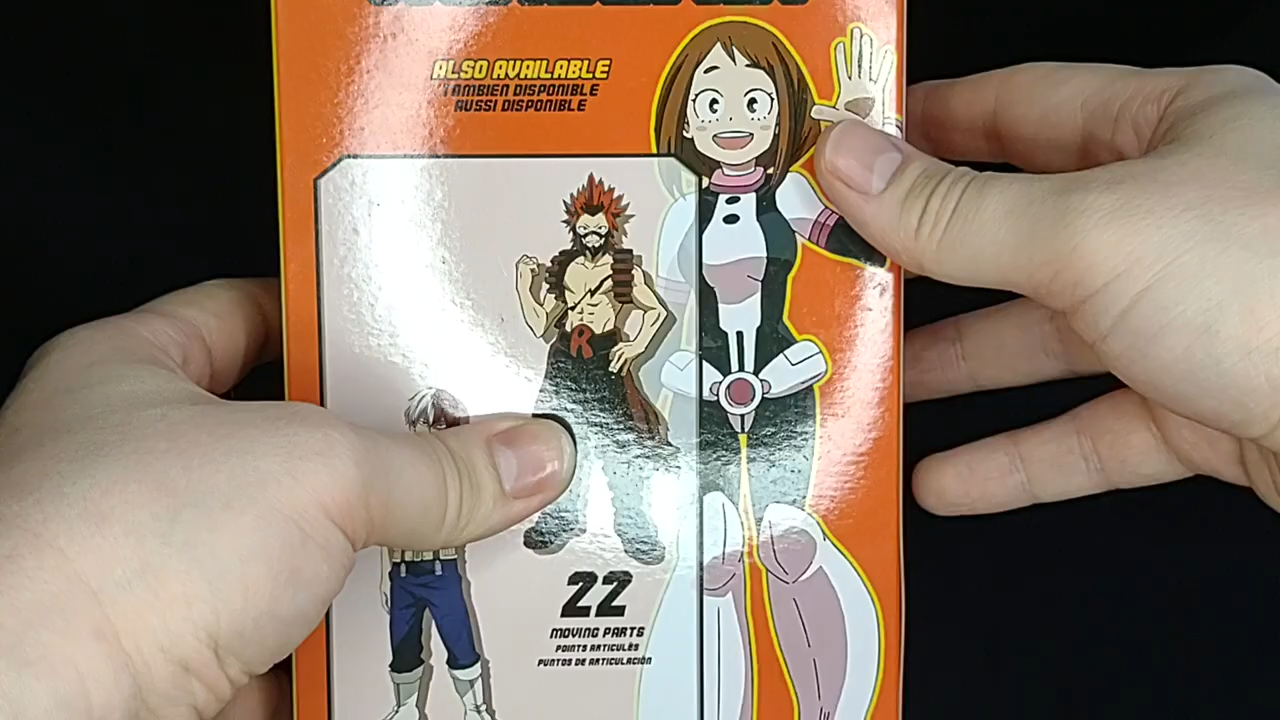 ALSO AVAILABLE
TAMBIEN DISPONIBLE
AUSSI DISPONIBLE
R
22
MOVING PARTS
POINTS ARTICULÉS
PUNTOS DE ARTICULACIÓN